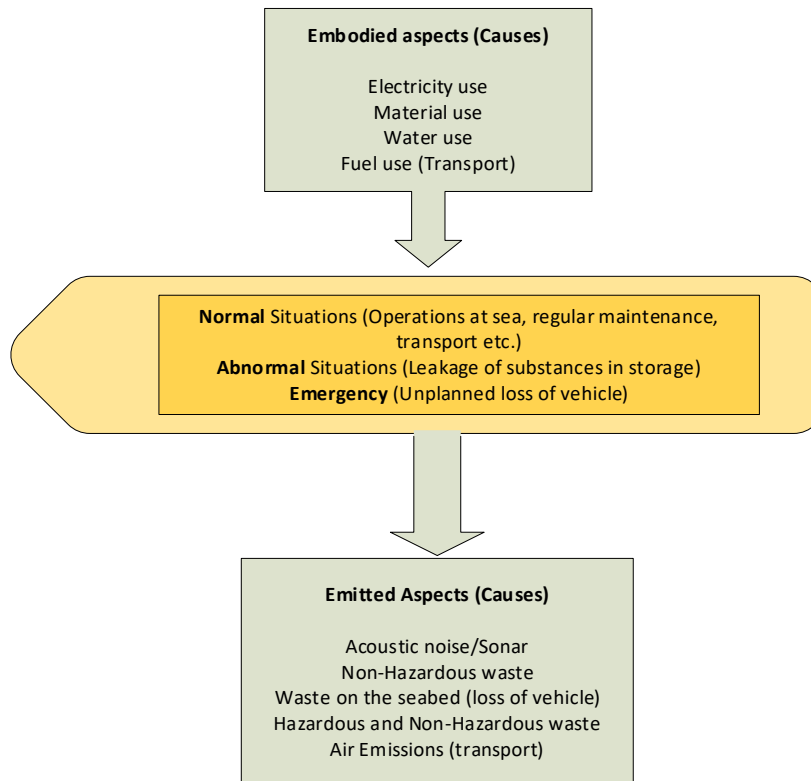 Embodied aspects (Causes)
Electricity use
Material use
Water use
Fuel use (Transport)
Normal Situations (Operations at sea, regular maintenance,
transport etc.)
Abnormal Situations (Leakage of substances in storage)
Emergency (Unplanned loss of vehicle)
Emitted Aspects (Causes)
Acoustic noise/Sonar
Non-Hazardous waste
Waste on the seabed (loss of vehicle)
Hazardous and Non-Hazardous waste
Air Emissions (transport)